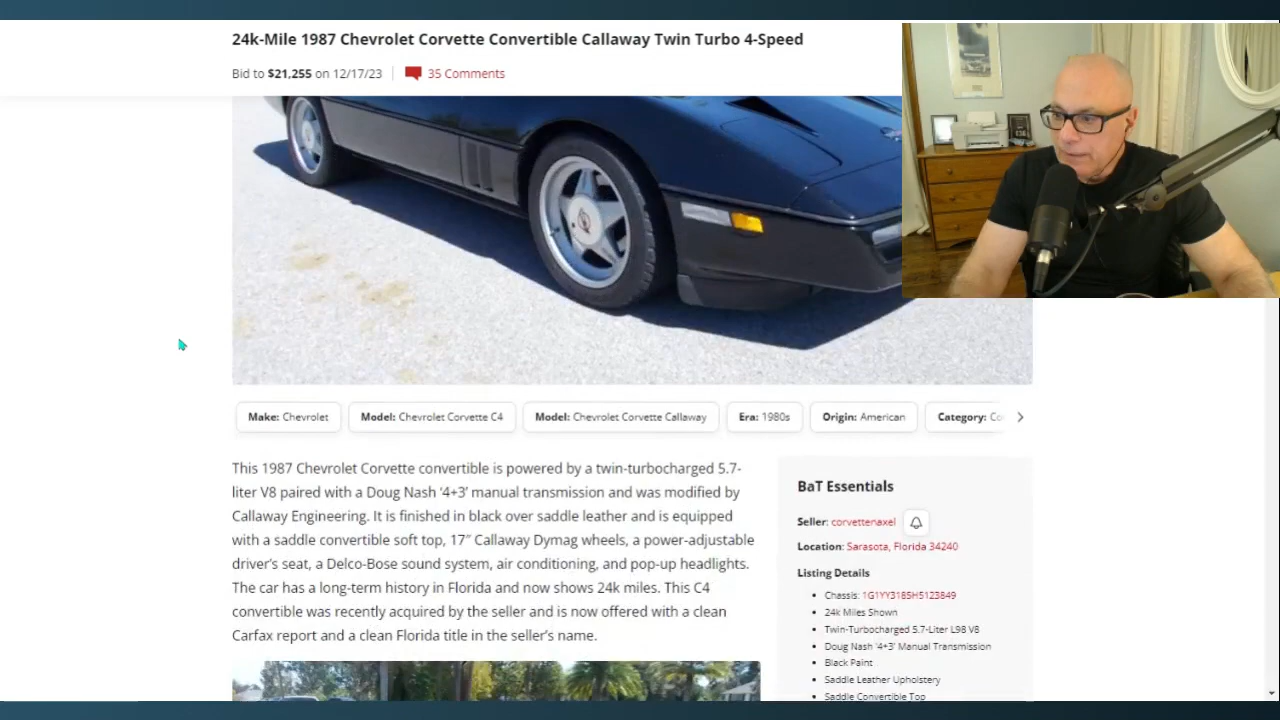 24k-Mile 1987 Chevrolet Corvette Convertible Callaway Twin Turbo 4-Speed
Bid to $21,255 on 12/17/23
35 Comments
Make: Chevrolet
Model: Chevrolet Corvette C4
Model: Chevrolet Corvette Callaway
Era: 1980s
Origin: American
Category: Co
This 1987 Chevrolet Corvette convertible is powered by a twin-turbocharged 5.7-
liter V8 paired with a Doug Nash ‘4+3’ manual transmission and was modified by
Callaway Engineering. It is finished in black over saddle leather and is equipped
with a saddle convertible soft top, 17″ Callaway Dymag wheels, a power-adjustable
driver’s seat, a Delco-Bose sound system, air conditioning, and pop-up headlights.
The car has a long-term history in Florida and now shows 24k miles. This C4
convertible was recently acquired by the seller and is now offered with a clean
Carfax report and a clean Florida title in the seller’s name.
BaT Essentials
Seller: corvettenaxel
Location: Sarasota, Florida 34240
Listing Details
Chassis: 1G1YY3185H5123849
24k Miles Shown
Twin-Turbocharged 5.7-Liter L98 V8
Doug Nash '4+3' Manual Transmission
Black Paint
Saddle Leather Upholstery
Saddle Convertible Top